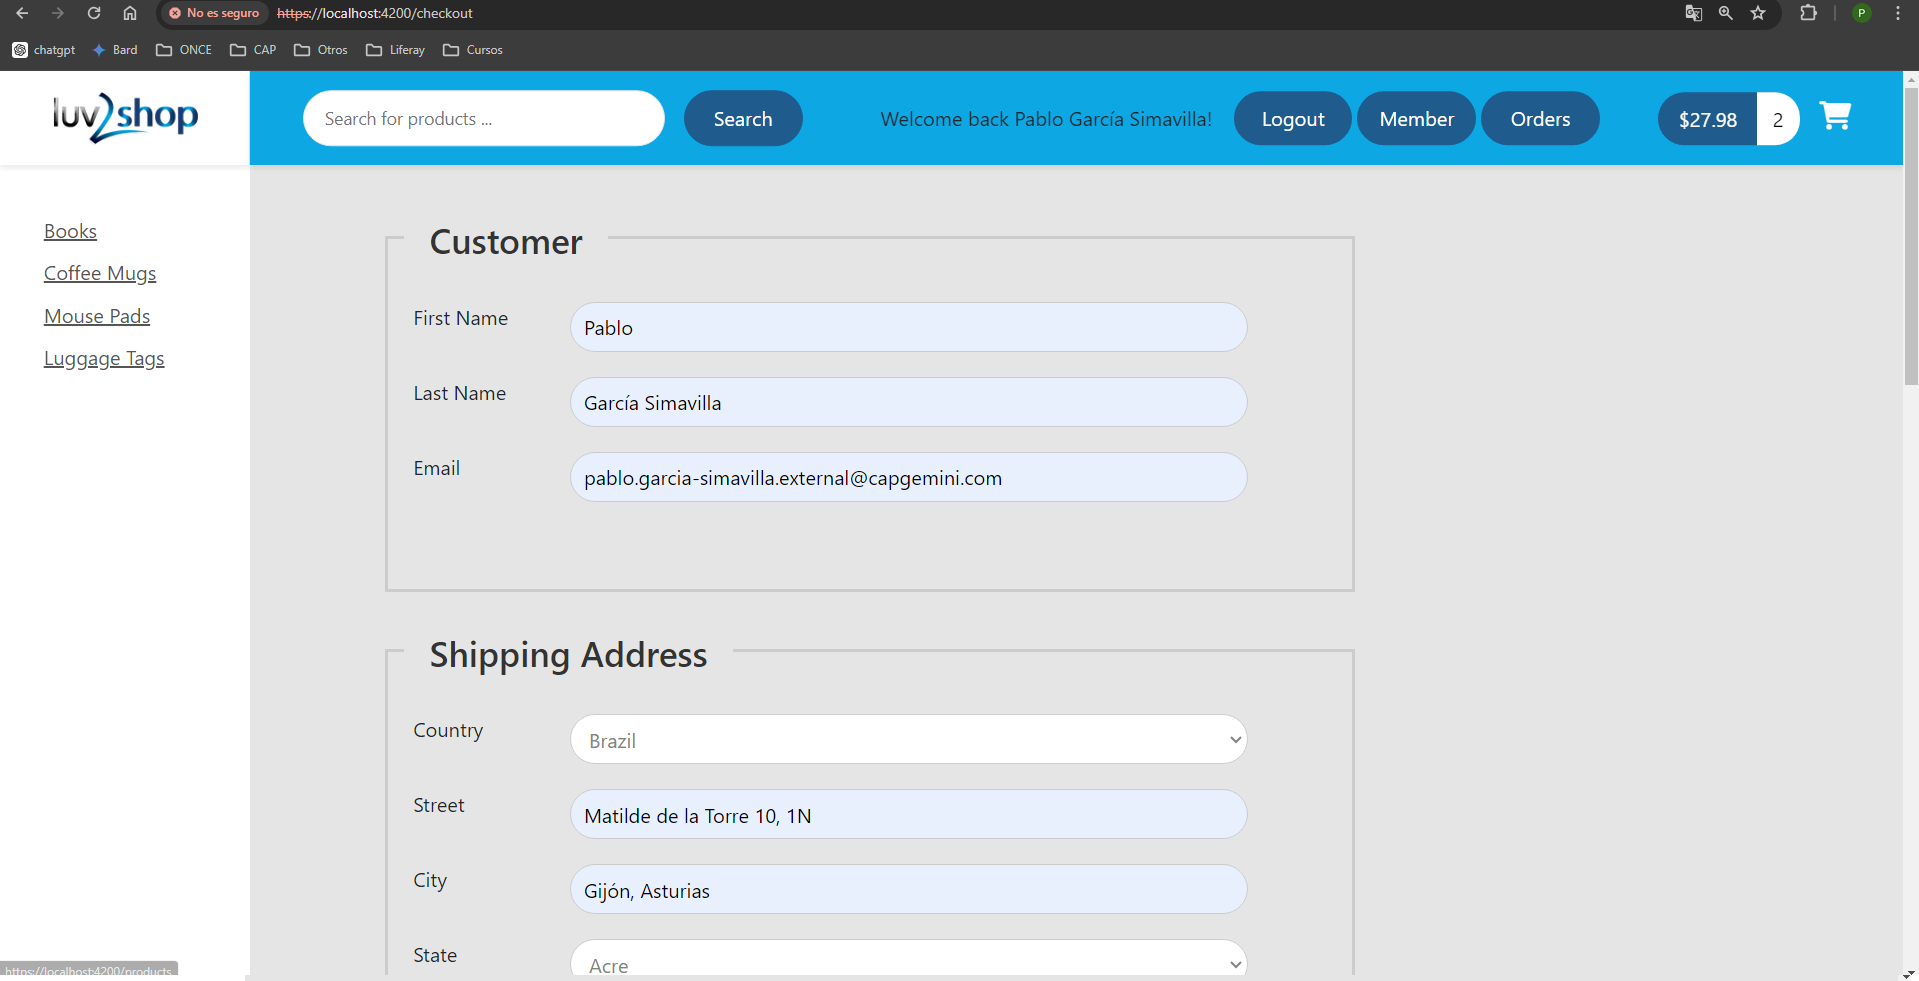 No es seguro https://localhost:4200/checkout P
chatgpt Bard ONCE CAP Otros Liferay Cursos
luv2shop Search for products ... Search Welcome back Pablo García Simavilla! Logout Member Orders $27.98 2
Books
Coffee Mugs
Mouse Pads
Luggage Tags
Customer
First Name Pablo
Last Name García Simavilla
Email pablo.garcia-simavilla.external@capgemini.com
Shipping Address
Country Brazil
Street Matilde de la Torre 10, 1N
City Gijón, Asturias
State Acre
https://localhost:4200/products